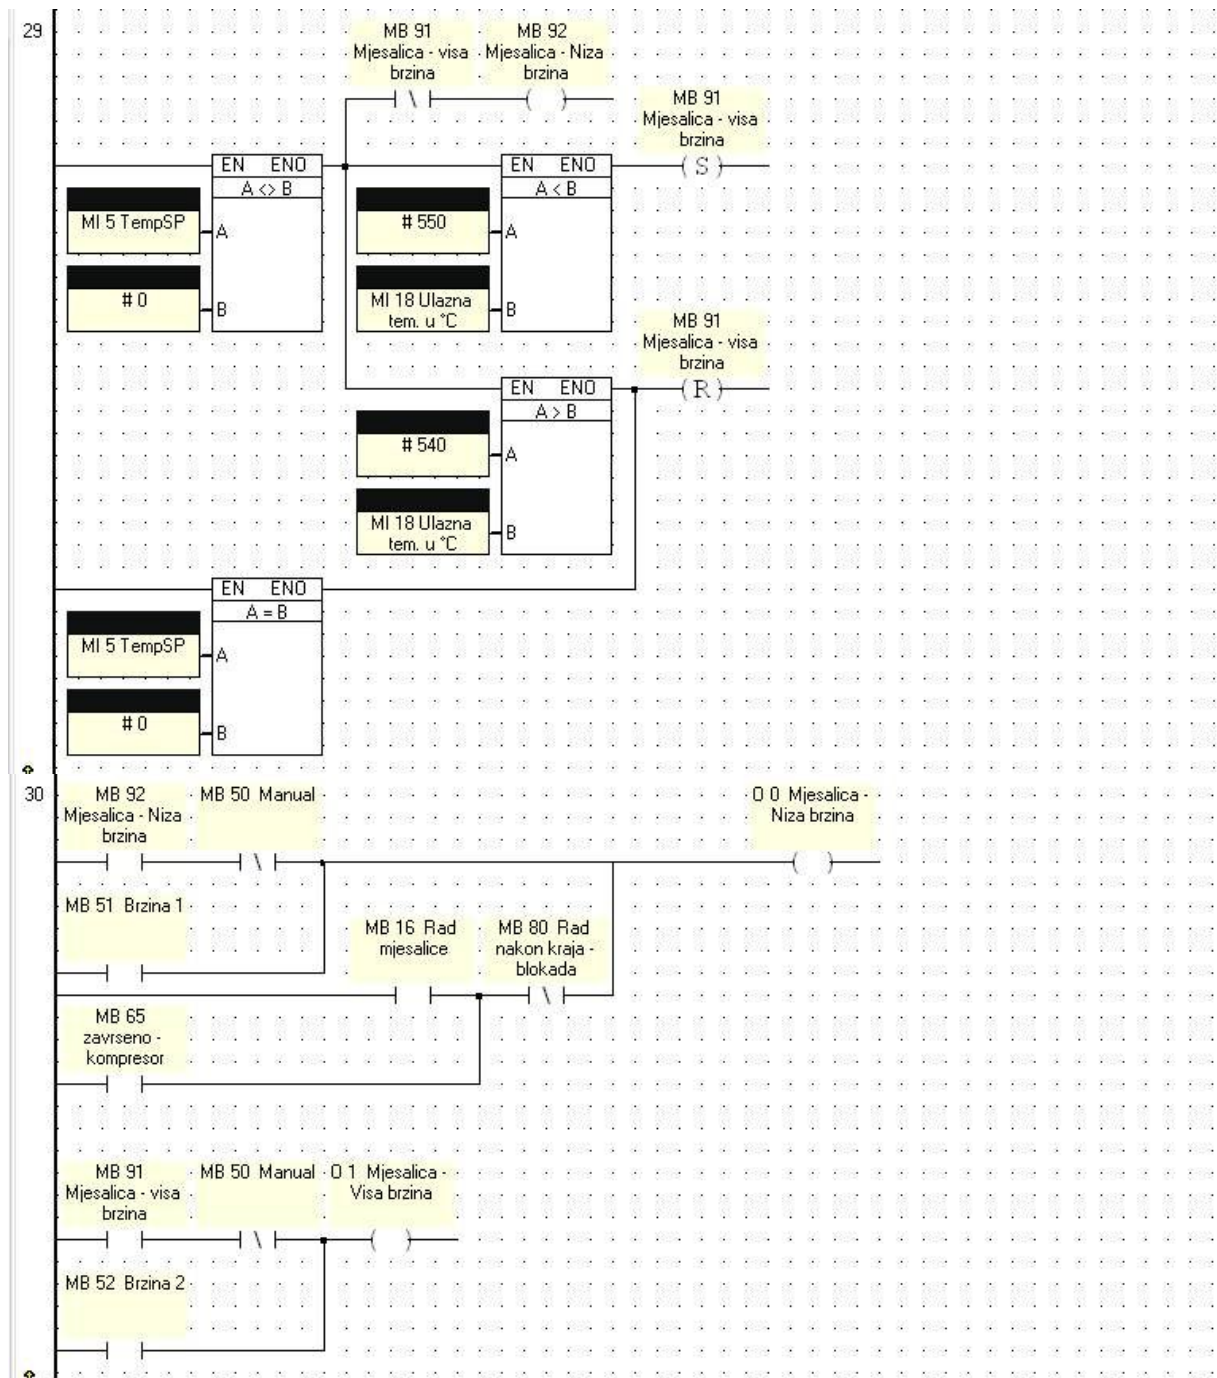 29
MB 91
Mjesalica - visa
brzina
MB 92
Mjesalica - Niza
brzina
MB 91
Mjesalica - visa
brzina
EN ENO
A <> B
MI 5 TempSP
A
# 0
B
EN ENO
A < B
# 550
A
MI 18 Ulazna
tem. u °C
B
( S )
MB 91
Mjesalica - visa
brzina
EN ENO
A > B
# 540
A
MI 18 Ulazna
tem. u °C
B
( R )
EN ENO
A = B
MI 5 TempSP
A
# 0
B
30
MB 92
Mjesalica - Niza
brzina
MB 50 Manual
O 0 Mjesalica -
Niza brzina
MB 51 Brzina 1
MB 16 Rad
mjesalice
MB 80 Rad
nakon kraja -
blokada
MB 65
zavrseno -
kompresor
MB 91
Mjesalica - visa
brzina
MB 50 Manual
O 1 Mjesalica -
Visa brzina
MB 52 Brzina 2